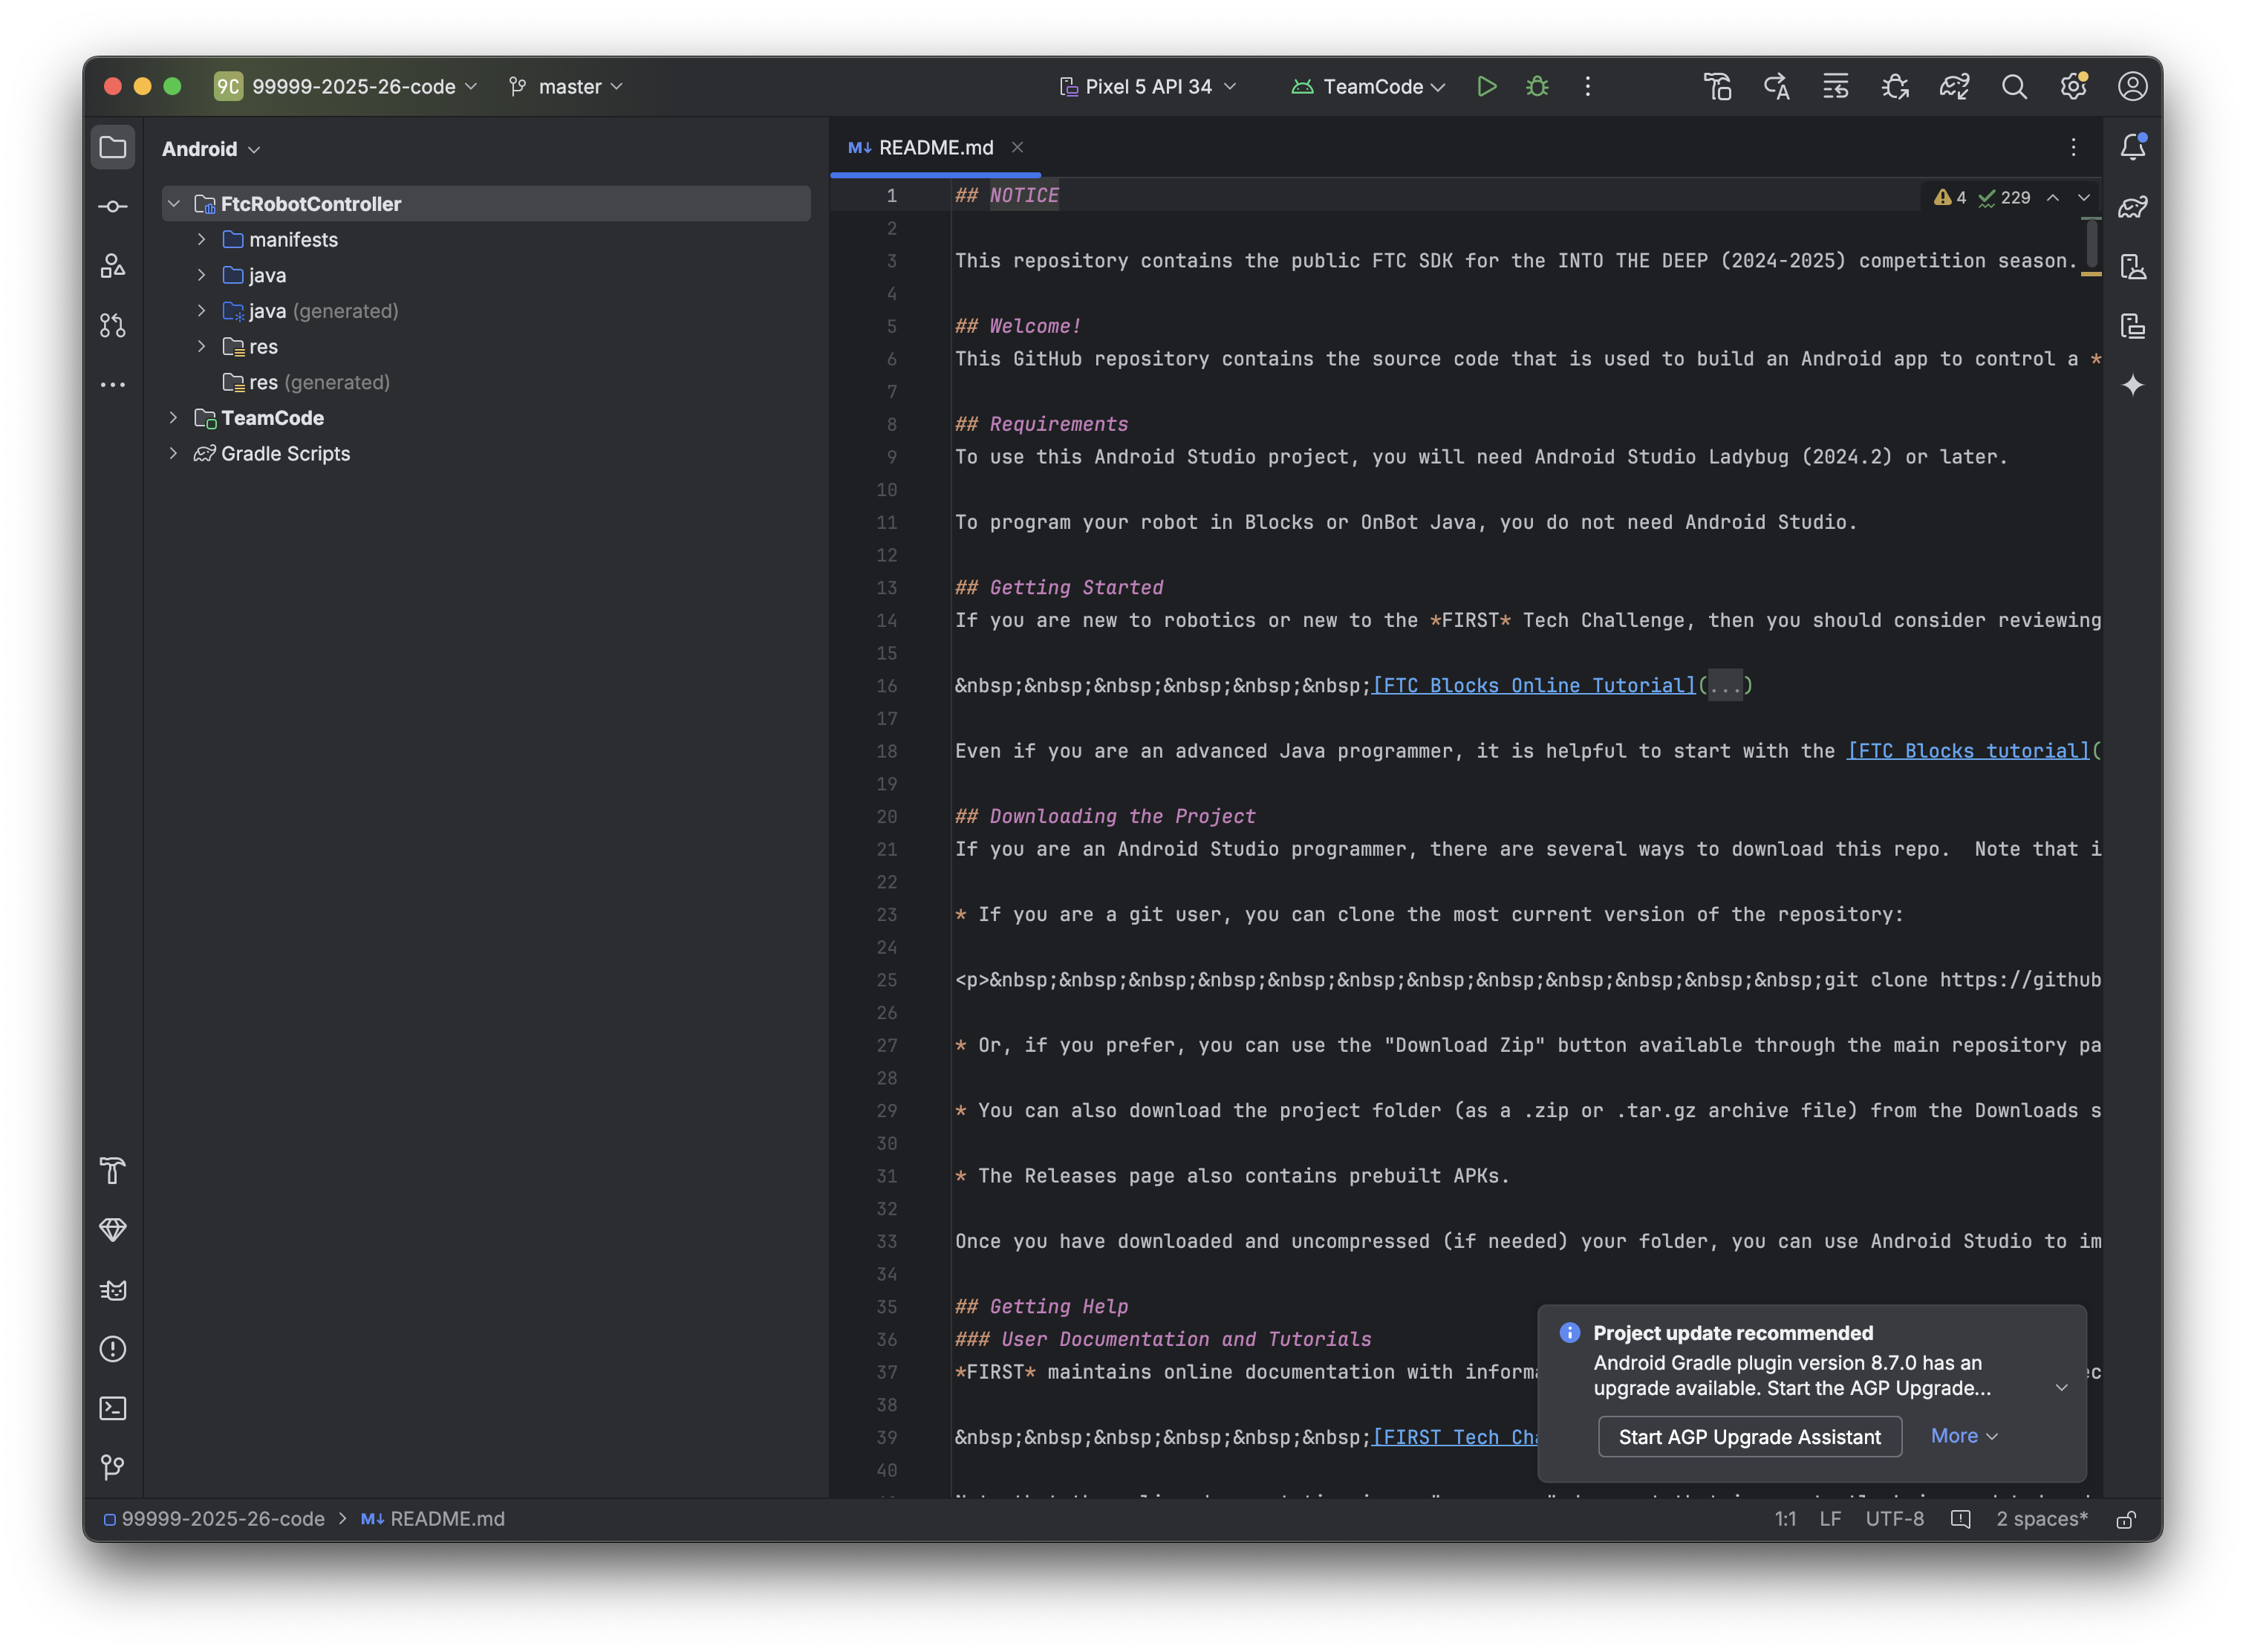 9C 99999-2025-26-code master Pixel 5 API 34 TeamCode
Android
FtcRobotController
manifests
java
java (generated)
res
res (generated)
TeamCode
Gradle Scripts
M↓ README.md
4 229
1 ## NOTICE
2
3 This repository contains the public FTC SDK for the INTO THE DEEP (2024-2025) competition season.
4
5 ## Welcome!
6 This GitHub repository contains the source code that is used to build an Android app to control a *
7
8 ## Requirements
9 To use this Android Studio project, you will need Android Studio Ladybug (2024.2) or later.
10
11 To program your robot in Blocks or OnBot Java, you do not need Android Studio.
12
13 ## Getting Started
14 If you are new to robotics or new to the *FIRST* Tech Challenge, then you should consider reviewing
15
16 &nbsp;&nbsp;&nbsp;&nbsp;&nbsp;&nbsp;[FTC Blocks Online Tutorial](...)
17
18 Even if you are an advanced Java programmer, it is helpful to start with the [FTC Blocks tutorial](
19
20 ## Downloading the Project
21 If you are an Android Studio programmer, there are several ways to download this repo.  Note that i
22
23 * If you are a git user, you can clone the most current version of the repository:
24
25 <p>&nbsp;&nbsp;&nbsp;&nbsp;&nbsp;&nbsp;&nbsp;&nbsp;&nbsp;&nbsp;&nbsp;&nbsp;git clone https://github
26
27 * Or, if you prefer, you can use the "Download Zip" button available through the main repository pa
28
29 * You can also download the project folder (as a .zip or .tar.gz archive file) from the Downloads s
30
31 * The Releases page also contains prebuilt APKs.
32
33 Once you have downloaded and uncompressed (if needed) your folder, you can use Android Studio to im
34
35 ## Getting Help
36 ### User Documentation and Tutorials
37 *FIRST* maintains online documentation with informa
38
39 &nbsp;&nbsp;&nbsp;&nbsp;&nbsp;&nbsp;[FIRST Tech Cha
40
Project update recommended
Android Gradle plugin version 8.7.0 has an
upgrade available. Start the AGP Upgrade...
Start AGP Upgrade Assistant More
99999-2025-26-code > M↓ README.md 1:1 LF UTF-8 2 spaces*